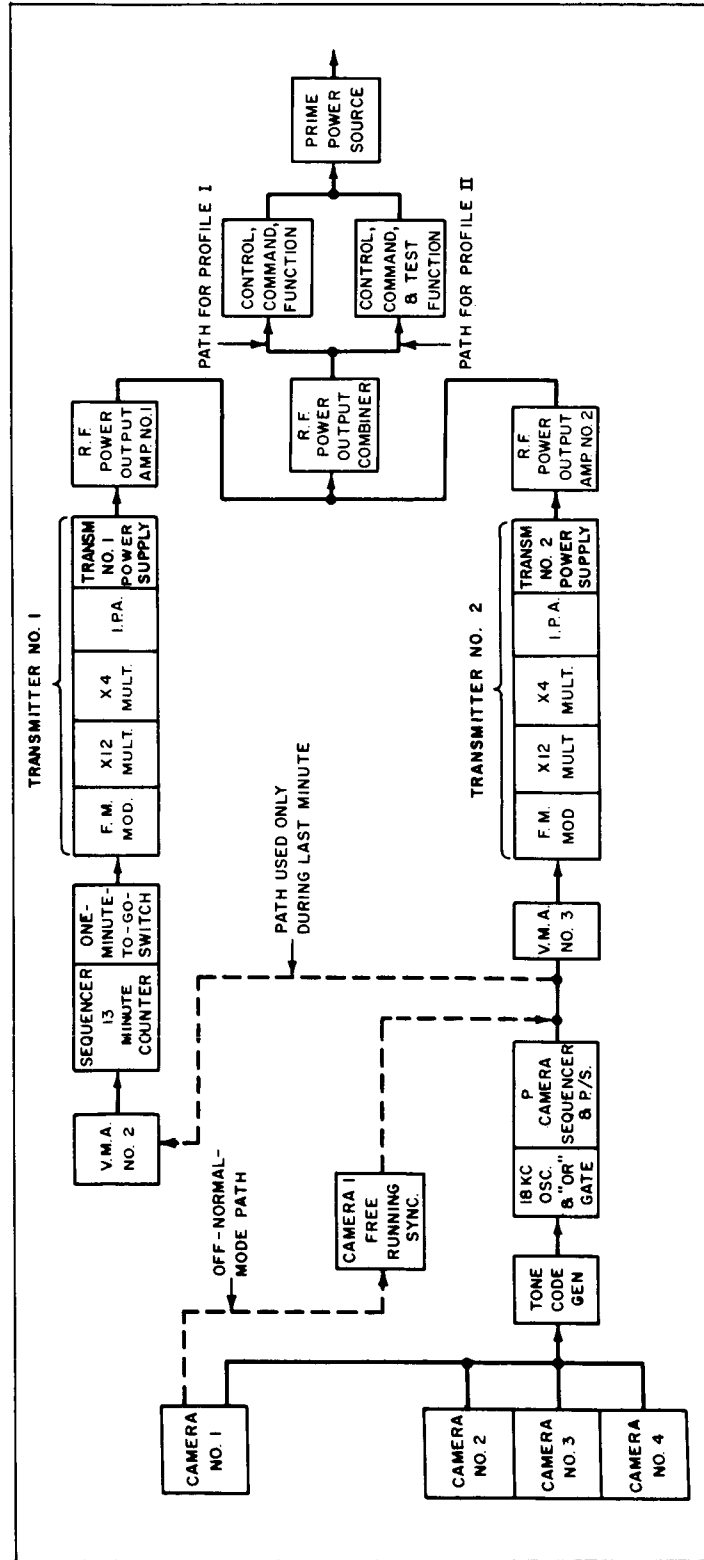 CAMERA
NO. 1
CAMERA
NO. 2
CAMERA
NO. 3
CAMERA
NO. 4
OFF-NORMAL-
MODE PATH
CAMERA 1
FREE
RUNNING
SYNC.
TONE
CODE
GEN
18 KC
OSC.
& "OR"
GATE
P
CAMERA
SEQUENCER
& P/S.
PATH USED ONLY
DURING LAST MINUTE
V.M.A.
NO. 2
SEQUENCER
13
MINUTE
COUNTER
ONE-
MINUTE-
TO-GO-
SWITCH
TRANSMITTER NO. 1
F. M.
MOD.
X12
MULT.
X4
MULT.
I.P.A.
TRANSM
NO. 1
POWER
SUPPLY
R.F.
POWER
OUTPUT
AMP. NO. 1
V.M.A.
NO. 3
TRANSMITTER NO. 2
F. M.
MOD
X12
MULT
X4
MULT.
I.P.A.
TRANSM
NO. 2
POWER
SUPPLY
R.F.
POWER
OUTPUT
AMP NO. 2
R. F.
POWER
OUTPUT
COMBINER
PATH FOR PROFILE I
CONTROL,
COMMAND,
FUNCTION
PATH FOR PROFILE II
CONTROL,
COMMAND,
& TEST
FUNCTION
PRIME
POWER
SOURCE